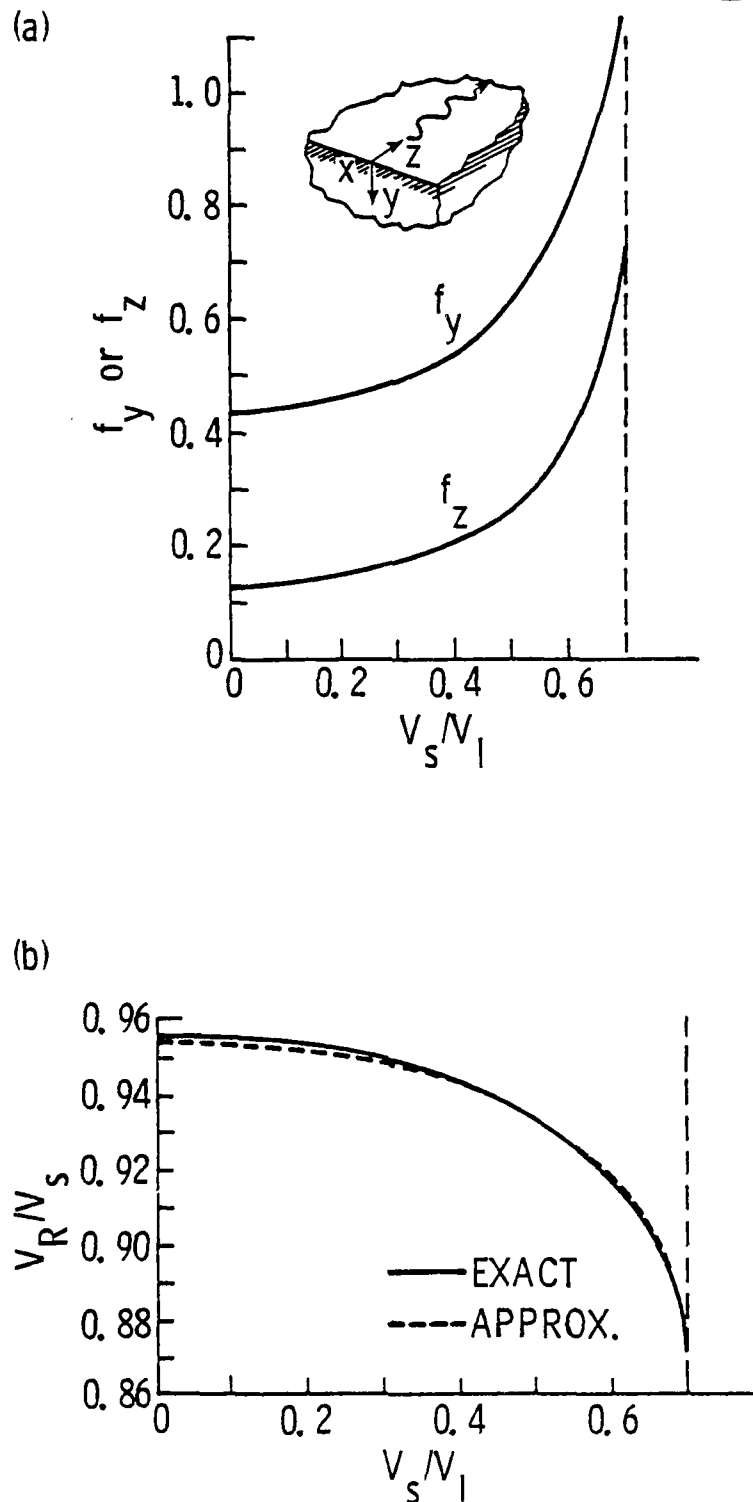 (a)
1.0
0.8
0.6
0.4
0.2
0
f_y or f_z
x
z
y
f_y
f_z
0 0.2 0.4 0.6
V_s/V_l
(b)
0.96
0.94
0.92
0.90
0.88
0.86
V_R/V_s
EXACT
APPROX.
0 0.2 0.4 0.6
V_s/V_l